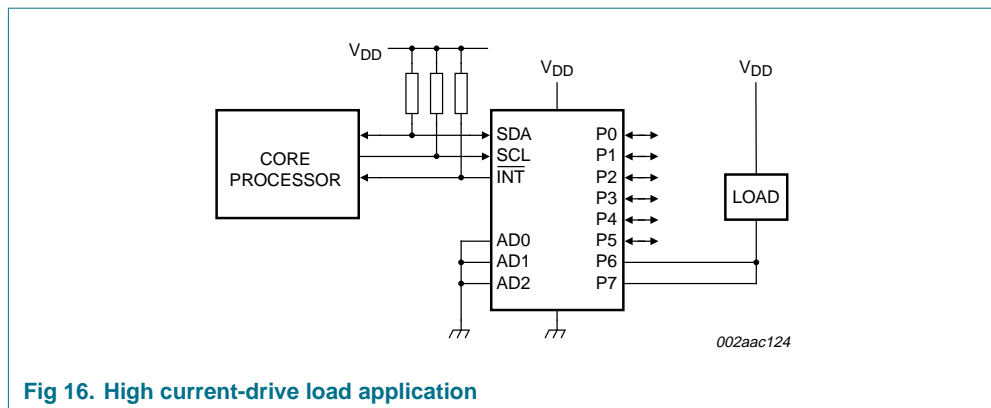 VDD
VDD
VDD
CORE
PROCESSOR
SDA
SCL
INT
AD0
AD1
AD2
P0
P1
P2
P3
P4
P5
P6
P7
LOAD
002aac124
Fig 16. High current-drive load application